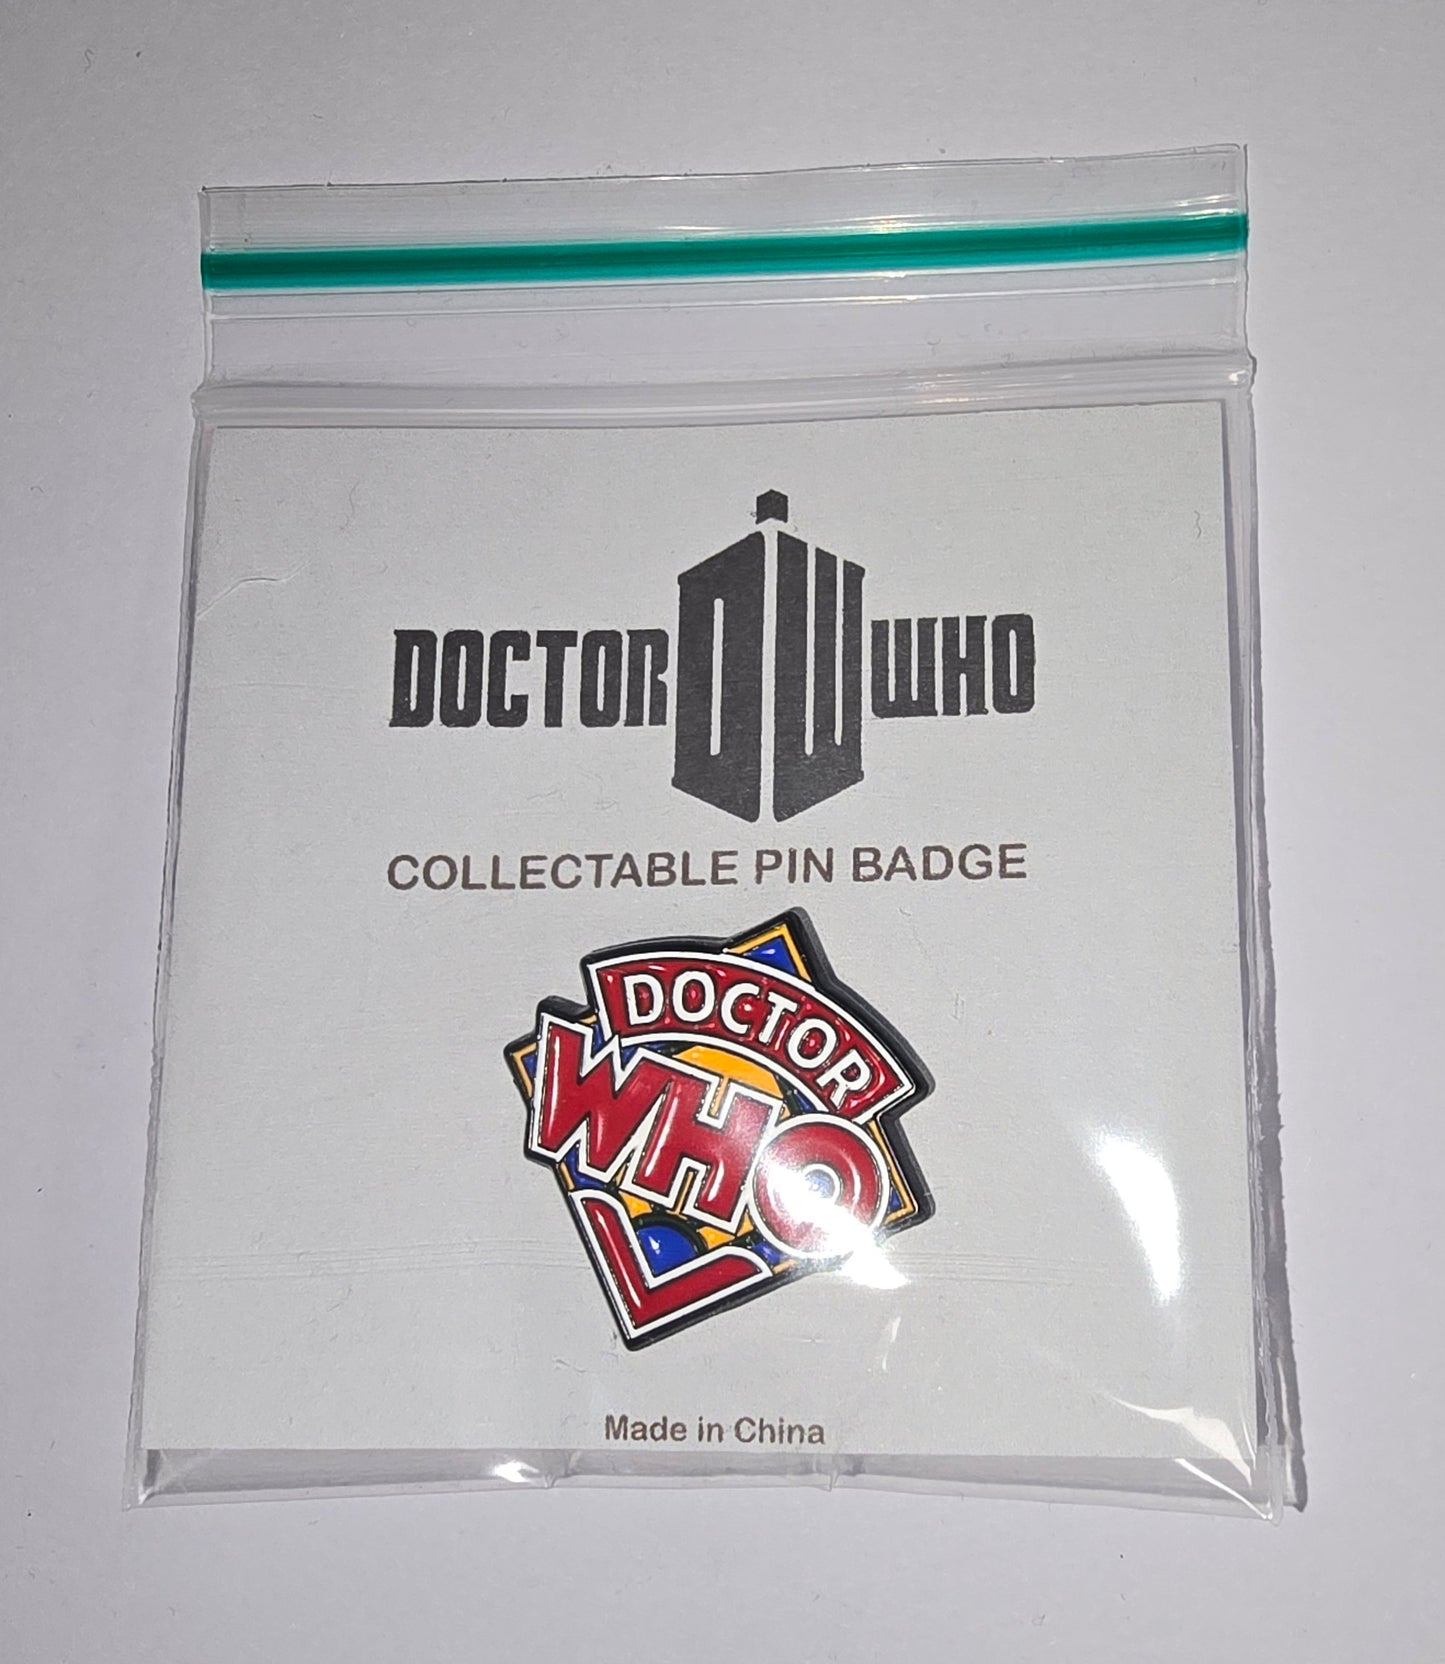 DOCTOR DW WHO
COLLECTABLE PIN BADGE
DOCTOR
WHO
Made in China